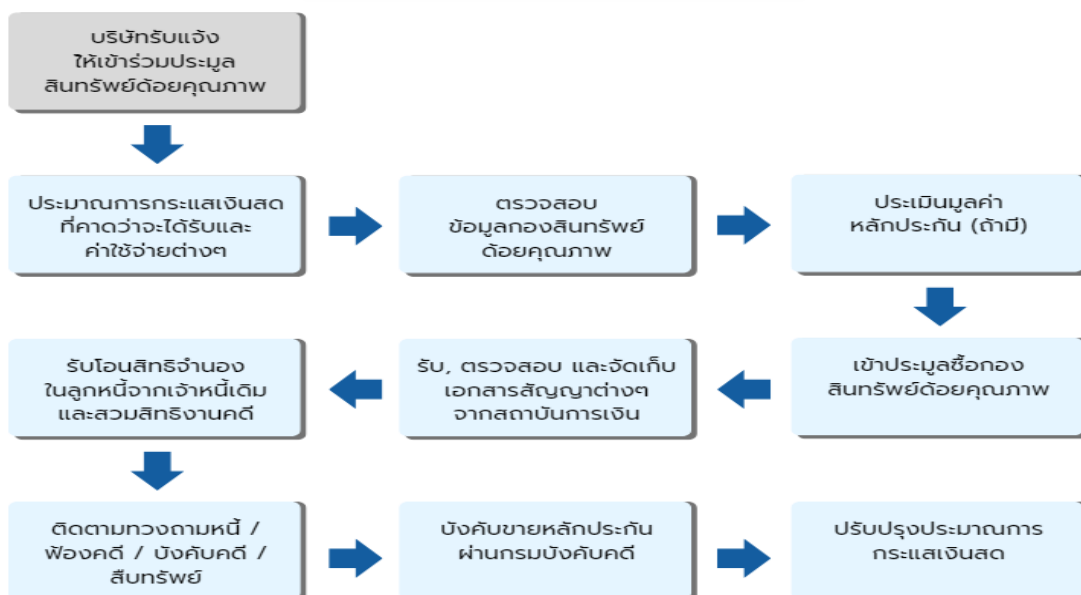 บริษัทรับแจ้ง
ให้เข้าร่วมประมูล
สินทรัพย์ด้อยคุณภาพ
ประมาณการกระแสเงินสด
ที่คาดว่าจะได้รับและ
ค่าใช้จ่ายต่างๆ
ตรวจสอบ
ข้อมูลกองสินทรัพย์
ด้อยคุณภาพ
ประเมินมูลค่า
หลักประกัน (ถ้ามี)
เข้าประมูลซื้อกอง
สินทรัพย์ด้อยคุณภาพ
รับ, ตรวจสอบ และจัดเก็บ
เอกสารสัญญาต่างๆ
จากสถาบันการเงิน
รับโอนสิทธิจำนอง
ในลูกหนี้จากเจ้าหนี้เดิม
และสวมสิทธิงานคดี
ติดตามทวงถามหนี้ /
ฟ้องคดี / บังคับคดี /
สืบทรัพย์
บังคับขายหลักประกัน
ผ่านกรมบังคับคดี
ปรับปรุงประมาณการ
กระแสเงินสด